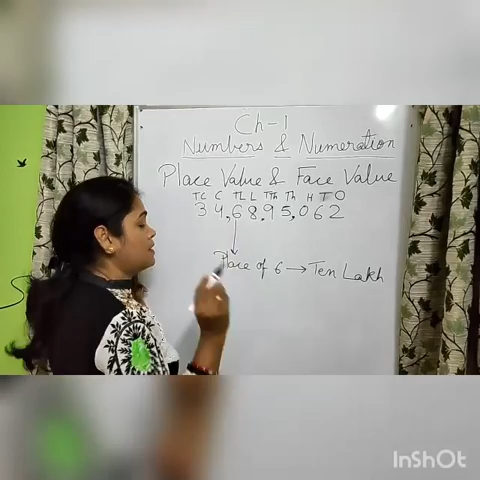 Ch-1
Numbers & Numeration
Place Value & Face Value
TC C TL L TTh Th H T O
3 4,6 8,9 5,0 6 2
Place of 6 → Ten Lakh
InShOt